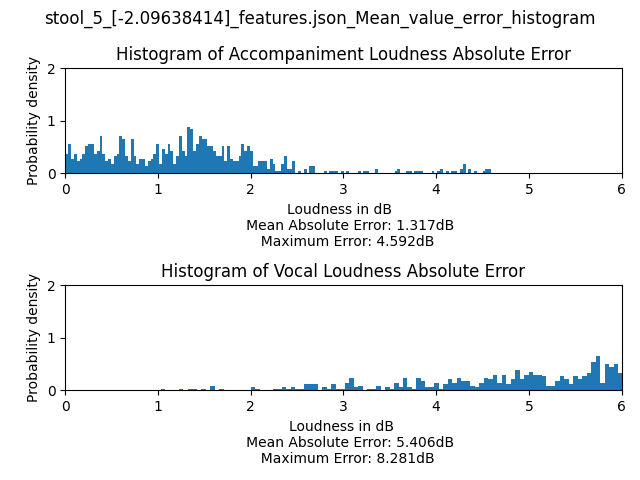 stool_5_[-2.09638414]_features.json_Mean_value_error_histogram
Histogram of Accompaniment Loudness Absolute Error
Probability density
2
1
0
0 1 2 3 4 5 6
Loudness in dB
Mean Absolute Error: 1.317dB
Maximum Error: 4.592dB
Histogram of Vocal Loudness Absolute Error
Probability density
2
1
0
0 1 2 3 4 5 6
Loudness in dB
Mean Absolute Error: 5.406dB
Maximum Error: 8.281dB